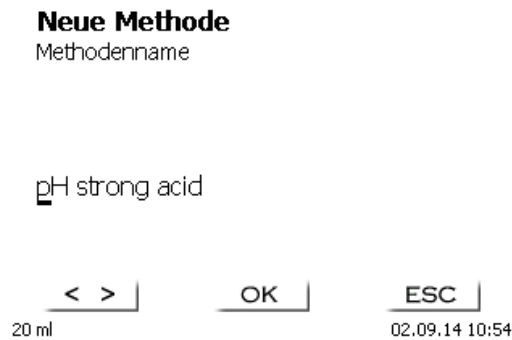 Neue Methode
Methodenname
pH strong acid
< > OK ESC
20 ml 02.09.14 10:54